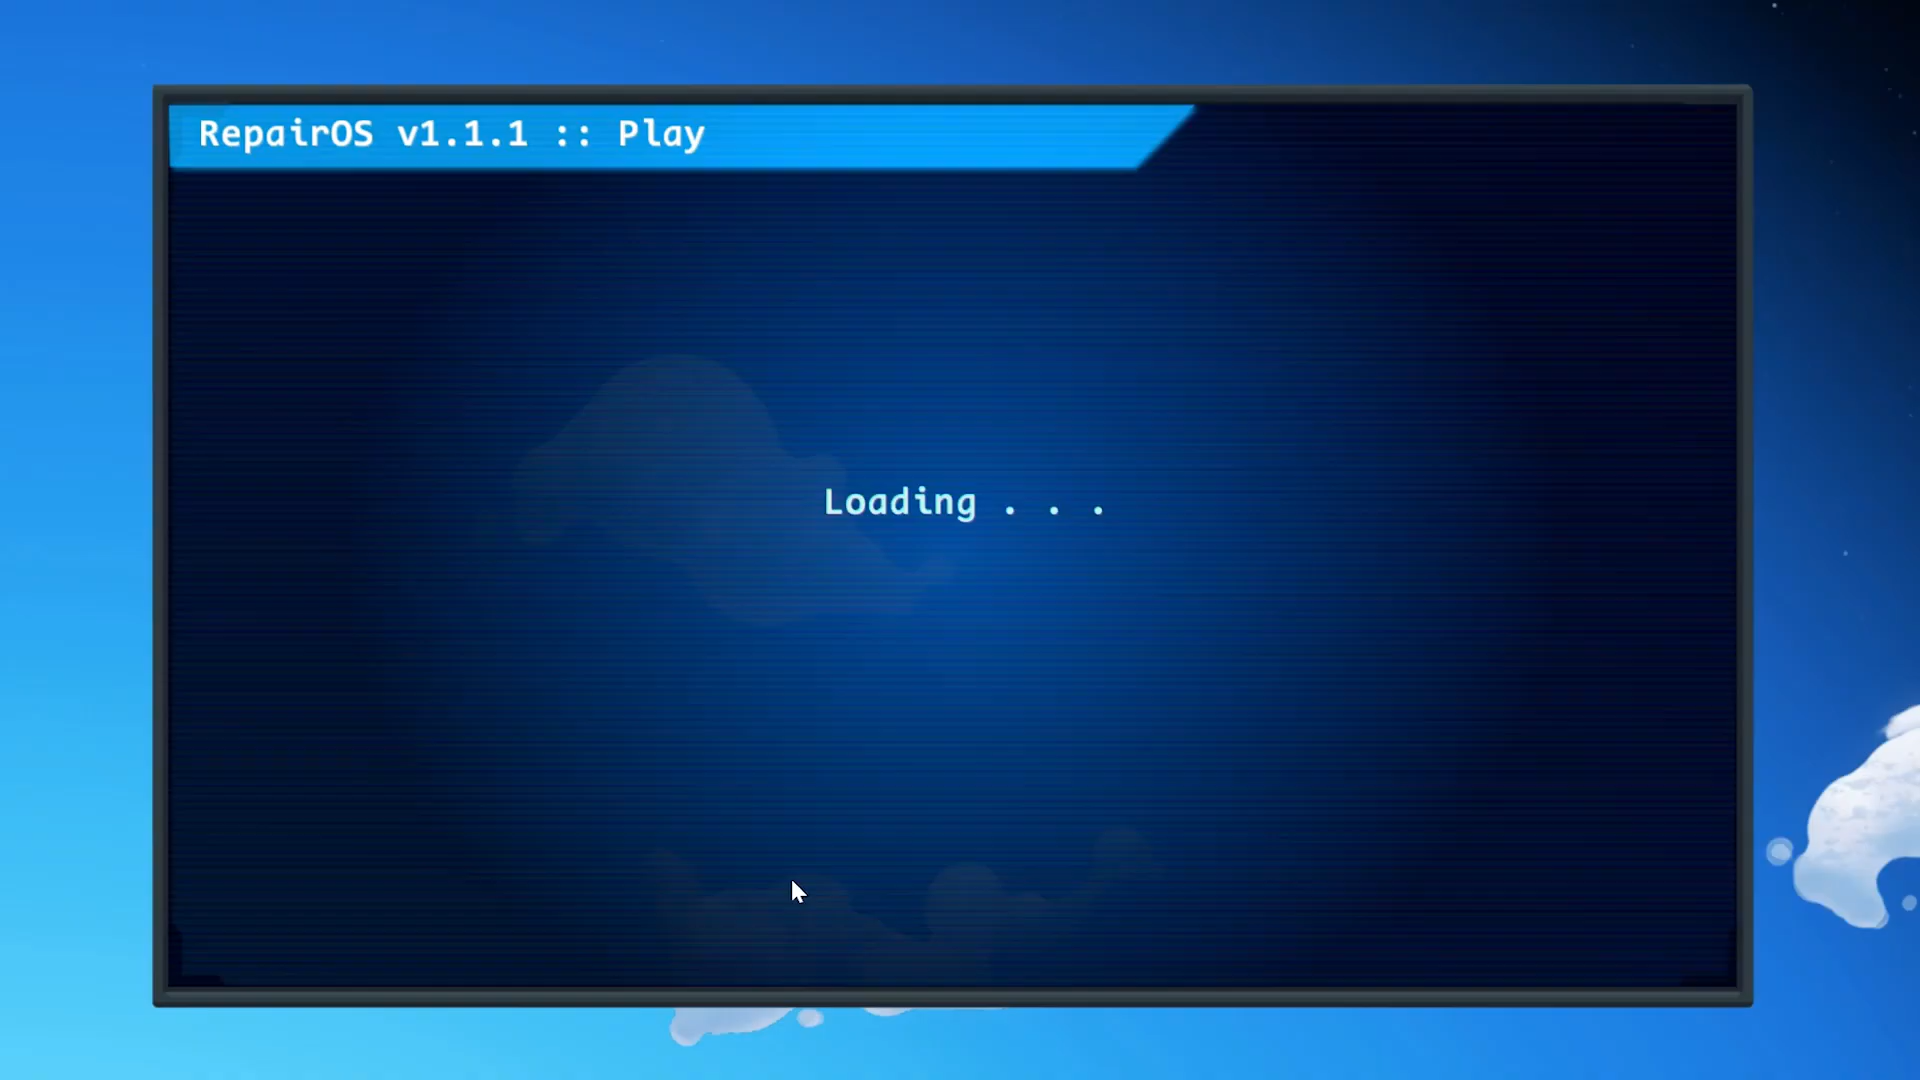 RepairOS v1.1.1 :: Play
Loading . . .